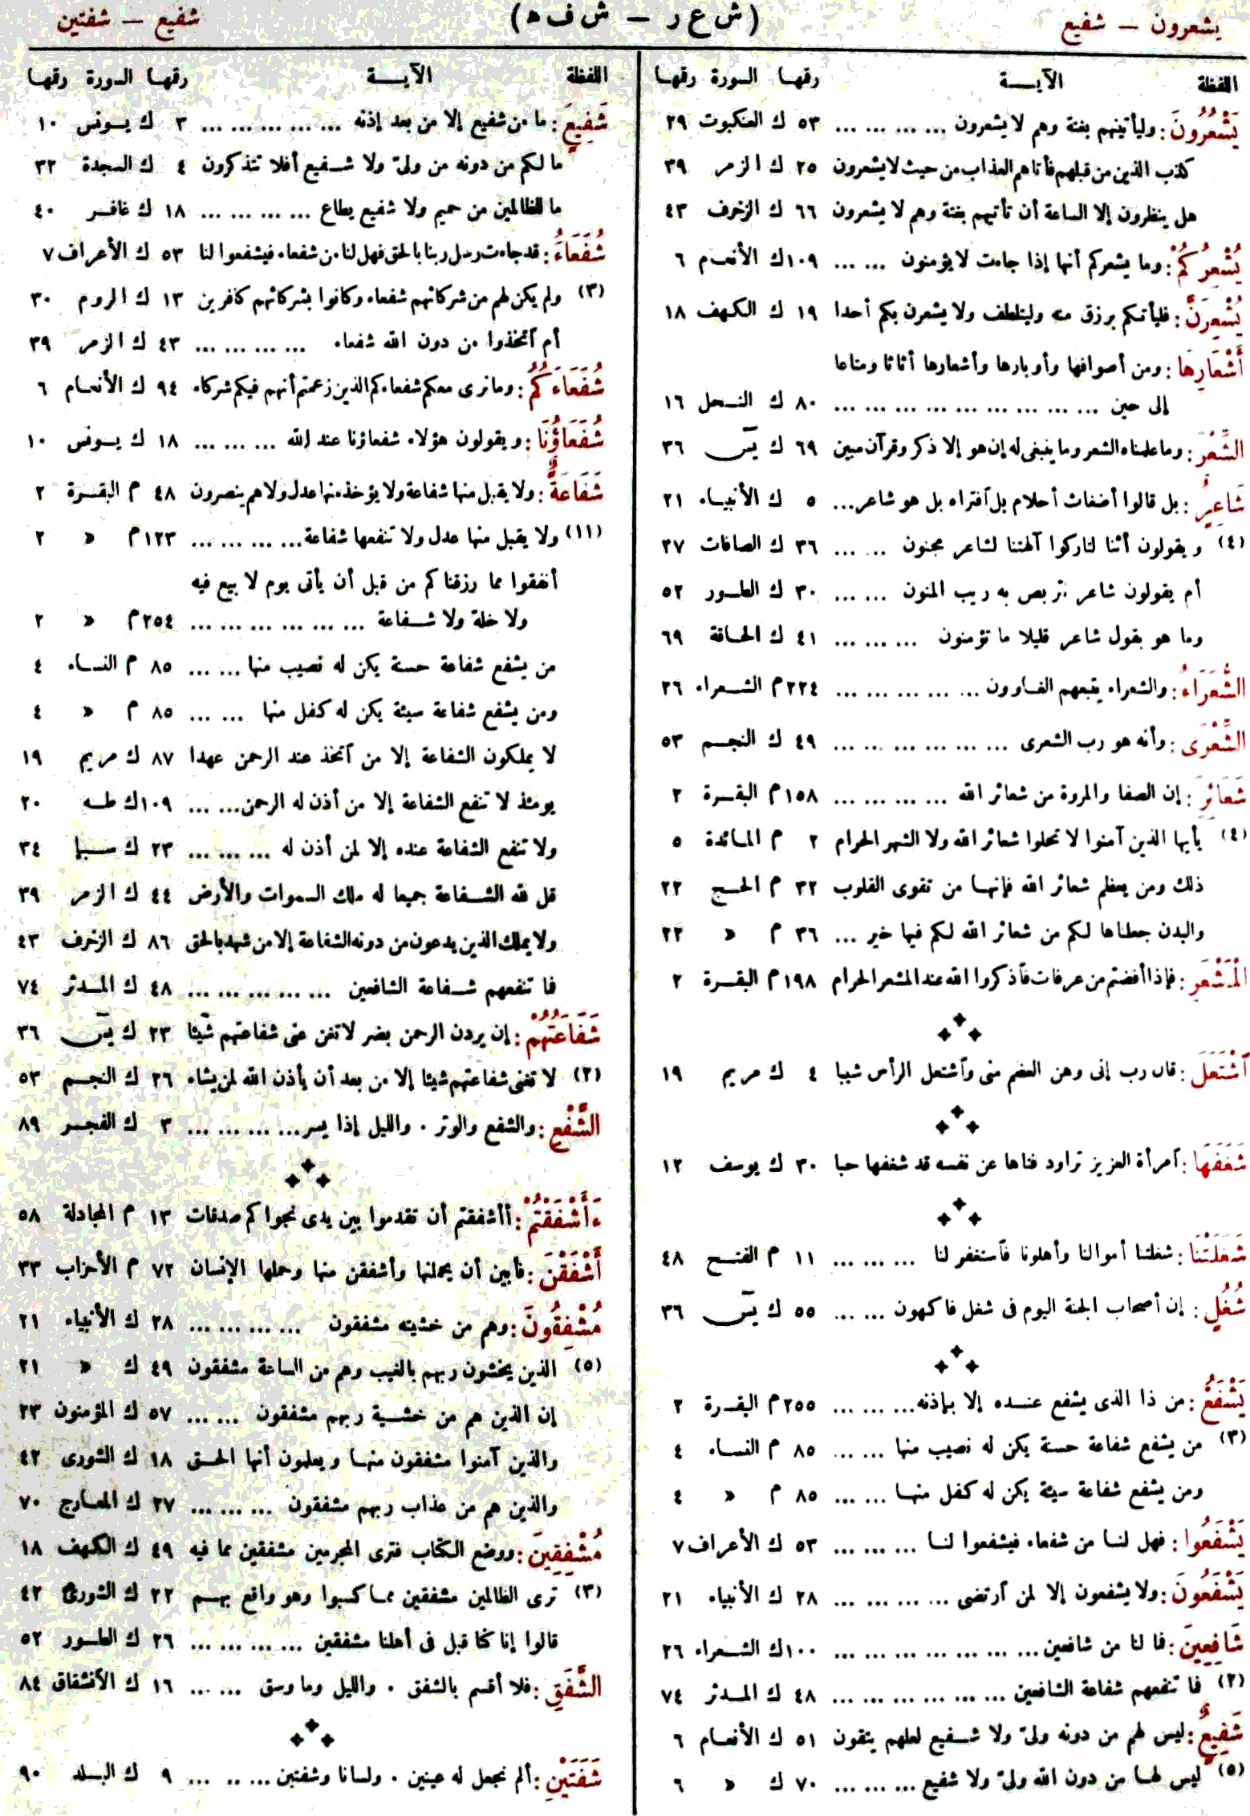 يشعرون — شفيع
(ش ع ر — ش ف ه)
شفيع — شفتين
اللفظة الآيـــة رقها السورة رقها
يَشْعُرُونَ: وليأتينهم بغتة وهم لا يشعرون ... ... ... ... ٥٣ ك العنكبوت ٢٩
كذب الذين من قبلهم فأتاهم العذاب من حيث لا يشعرون ٢٥ ك الزمر ٣٩
هل ينظرون إلا الساعة أن تأتيهم بغتة وهم لا يشعرون ٦٦ ك الزخرف ٤٣
يُشْعِرُكُمْ: وما يشعركم أنها إذا جاءت لا يؤمنون ... ... ١٠٩ ك الأنعام ٦
يُشْعِرَنَّ: فليأتكم برزق منه وليتلطف ولا يشعرن بكم أحدا ١٩ ك الكهف ١٨
أَشْعَارِهَا: ومن أصوافها وأوبارها وأشعارها أثاثا ومتاعا
إلى حين ... ... ... ... ... ... ... ... ... ٨٠ ك النحل ١٦
الشِّعْرَ: وما علمناه الشعر وما ينبغى له إن هو إلا ذكر وقرآن مبين ٦٩ ك يٓسٓ ٣٦
شَاعِرٌ: بل قالوا أضغاث أحلام بل آفتراه بل هو شاعر... ٥ ك الأنبياء ٢١
(٤) ويقولون أئنا لتاركوا آلهتنا لشاعر مجنون ... ... ٣٦ ك الصافات ٣٧
أم يقولون شاعر نتربص به ريب المنون ... ... ٣٠ ك الطور ٥٢
وما هو بقول شاعر قليلا ما تؤمنون ... ... ... ٤١ ك الحاقة ٦٩
الشُّعَرَاءُ: والشعراء يتبعهم الغاوون ... ... ... ... ... ٢٢٤ م الشعراء ٢٦
الشِّعْرَى: وأنه هو رب الشعرى ... ... ... ... ... ... ٤٩ ك النجم ٥٣
شَعَائِرَ: إن الصفا والمروة من شعائر الله ... ... ... ... ١٥٨ م البقرة ٢
(٤) يأيها الذين آمنوا لا تحلوا شعائر الله ولا الشهر الحرام ٢ م المائدة ٥
ذلك ومن يعظم شعائر الله فإنها من تقوى القلوب ٣٢ م الحج ٢٢
والبدن جعلناها لكم من شعائر الله لكم فيها خير ... ٣٦ م » ٢٢
الْمَشْعَرِ: فإذا أفضتم من عرفات فآذكروا الله عند المشعر الحرام ١٩٨ م البقرة ٢
آشْتَعَلَ: قال رب إنى وهن العظم منى وآشتعل الرأس شيبا ٤ ك مريم ١٩
شَغَفَهَا: آمرأة العزيز تراود فتاها عن نفسه قد شغفها حبا ٣٠ ك يوسف ١٢
شَغَلَتْنَا: شغلتنا أموالنا وأهلونا فآستغفر لنا ... ... ... ١١ م الفتح ٤٨
شُغُلٍ: إن أصحاب الجنة اليوم فى شغل فاكهون ... ... ٥٥ ك يٓسٓ ٣٦
يَشْفَعُ: من ذا الذى يشفع عنده إلا بإذنه... ... ... ٢٥٥ م البقرة ٢
(٣) من يشفع شفاعة حسنة يكن له نصيب منها ... ... ٨٥ م النساء ٤
ومن يشفع شفاعة سيئة يكن له كفل منها ... ... ٨٥ م » ٤
يَشْفَعُوا: فهل لنا من شفعاء فيشفعوا لنا ... ... ... ٥٣ ك الأعراف ٧
يَشْفَعُونَ: ولا يشفعون إلا لمن آرتضى ... ... ... ... ٢٨ ك الأنبياء ٢١
شَافِعِينَ: فما لنا من شافعين... ... ... ... ... ... ... ١٠٠ ك الشعراء ٢٦
(٢) فما تنفعهم شفاعة الشافعين ... ... ... ... ... ... ٤٨ ك المدثر ٧٤
شَفِيعٌ: ليس لهم من دونه ولىّ ولا شفيع لعلهم يتقون ٥١ ك الأنعام ٦
(٥) ليس لها من دون الله ولىّ ولا شفيع ... ... ... ٧٠ ك » ٦
اللفظة الآيـــة رقها السورة رقها
شَفِيعٍ: ما من شفيع إلا من بعد إذنه ... ... ... ... ... ٣ ك يونس ١٠
ما لكم من دونه من ولىّ ولا شفيع أفلا تتذكرون ٤ ك السجدة ٣٢
ما للظالمين من حميم ولا شفيع يطاع ... ... ... ... ١٨ ك غافر ٤٠
شُفَعَاءَ: قد جاءت رسل ربنا بالحق فهل لنا من شفعاء فيشفعوا لنا ٥٣ ك الأعراف ٧
(٣) ولم يكن لهم من شركائهم شفعاء وكانوا بشركائهم كافرين ١٣ ك الروم ٣٠
أم آتخذوا من دون الله شفعاء ... ... ... ... ٤٣ ك الزمر ٣٩
شُفَعَاءَكُمُ: وما نرى معكم شفعاءكم الذين زعمتم أنهم فيكم شركاء ٩٤ ك الأنعام ٦
شُفَعَاؤُنَا: ويقولون هؤلاء شفعاؤنا عند الله ... ... ... ١٨ ك يونس ١٠
شَفَاعَةٌ: ولا يقبل منها شفاعة ولا يؤخذ منها عدل ولا هم ينصرون ٤٨ م البقرة ٢
(١١) ولا يقبل منها عدل ولا تنفعها شفاعة... ... ... ... ١٢٣ م » ٢
أنفقوا مما رزقناكم من قبل أن يأتى يوم لا بيع فيه
ولا خلة ولا شفاعة ... ... ... ... ... ... ٢٥٤ م » ٢
من يشفع شفاعة حسنة يكن له نصيب منها ... ... ٨٥ م النساء ٤
ومن يشفع شفاعة سيئة يكن له كفل منها ... ... ٨٥ م » ٤
لا يملكون الشفاعة إلا من آتخذ عند الرحمن عهدا ٨٧ ك مريم ١٩
يومئذ لا تنفع الشفاعة إلا من أذن له الرحمن... ... ١٠٩ ك طه ٢٠
ولا تنفع الشفاعة عنده إلا لمن أذن له ... ... ... ٢٣ ك سبإ ٣٤
قل لله الشفاعة جميعا له ملك السموات والأرض ٤٤ ك الزمر ٣٩
ولا يملك الذين يدعون من دونه الشفاعة إلا من شهد بالحق ٨٦ ك الزخرف ٤٣
فما تنفعهم شفاعة الشافعين ... ... ... ... ... ٤٨ ك المدثر ٧٤
شَفَاعَتُهُمْ: إن يردن الرحمن بضر لا تغن عنى شفاعتهم شيئا ٢٣ ك يٓسٓ ٣٦
(٢) لا تغنى شفاعتهم شيئا إلا من بعد أن يأذن الله لمن يشاء ٢٦ ك النجم ٥٣
الشَّفْعِ: والشفع والوتر . والليل إذا يسر... ... ... ... ٣ ك الفجر ٨٩
ءَأَشْفَقْتُمْ: أأشفقتم أن تقدموا بين يدى نجواكم صدقات ١٣ م المجادلة ٥٨
أَشْفَقْنَ: فأبين أن يحملنها وأشفقن منها وحملها الإنسان ٧٢ م الأحزاب ٣٣
مُشْفِقُونَ: وهم من خشيته مشفقون ... ... ... ... ٢٨ ك الأنبياء ٢١
(٥) الذين يخشون ربهم بالغيب وهم من الساعة مشفقون ٤٩ ك » ٢١
إن الذين هم من خشية ربهم مشفقون ... ... ٥٧ ك المؤمنون ٢٣
والذين آمنوا مشفقون منها ويعلمون أنها الحق ١٨ ك الشورى ٤٢
والذين هم من عذاب ربهم مشفقون ... ... ... ٢٧ ك المعارج ٧٠
مُشْفِقِينَ: ووضع الكتاب فترى المجرمين مشفقين مما فيه ٤٩ ك الكهف ١٨
(٣) ترى الظالمين مشفقين مما كسبوا وهو واقع بهم ٢٢ ك الشورى ٤٢
قالوا إنا كنا قبل فى أهلنا مشفقين ... ... ... ... ٢٦ ك الطور ٥٢
الشَّفَقِ: فلا أقسم بالشفق . والليل وما وسق ... ... ١٦ ك الآنشقاق ٨٤
شَفَتَيْنِ: ألم نجعل له عينين . ولسانا وشفتين ... ... ... ٩ ك البلد ٩٠